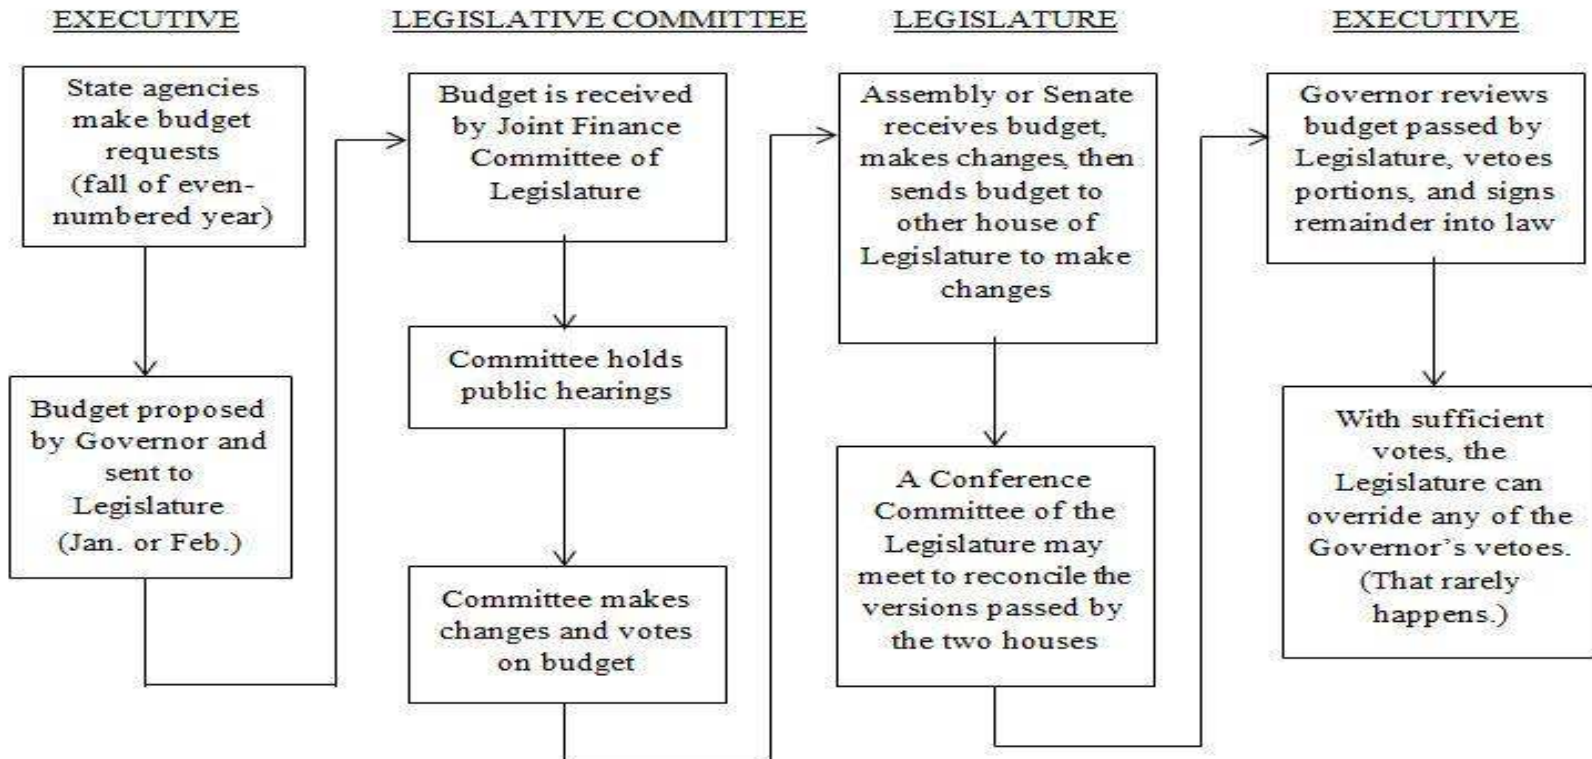 EXECUTIVE
State agencies
make budget
requests
(fall of even-
numbered year)
Budget proposed
by Governor and
sent to
Legislature
(Jan. or Feb.)
LEGISLATIVE COMMITTEE
Budget is received
by Joint Finance
Committee of
Legislature
Committee holds
public hearings
Committee makes
changes and votes
on budget
LEGISLATURE
Assembly or Senate
receives budget,
makes changes, then
sends budget to
other house of
Legislature to make
changes
A Conference
Committee of the
Legislature may
meet to reconcile the
versions passed by
the two houses
EXECUTIVE
Governor reviews
budget passed by
Legislature, vetoes
portions, and signs
remainder into law
With sufficient
votes, the
Legislature can
override any of the
Governor's vetoes.
(That rarely
happens.)